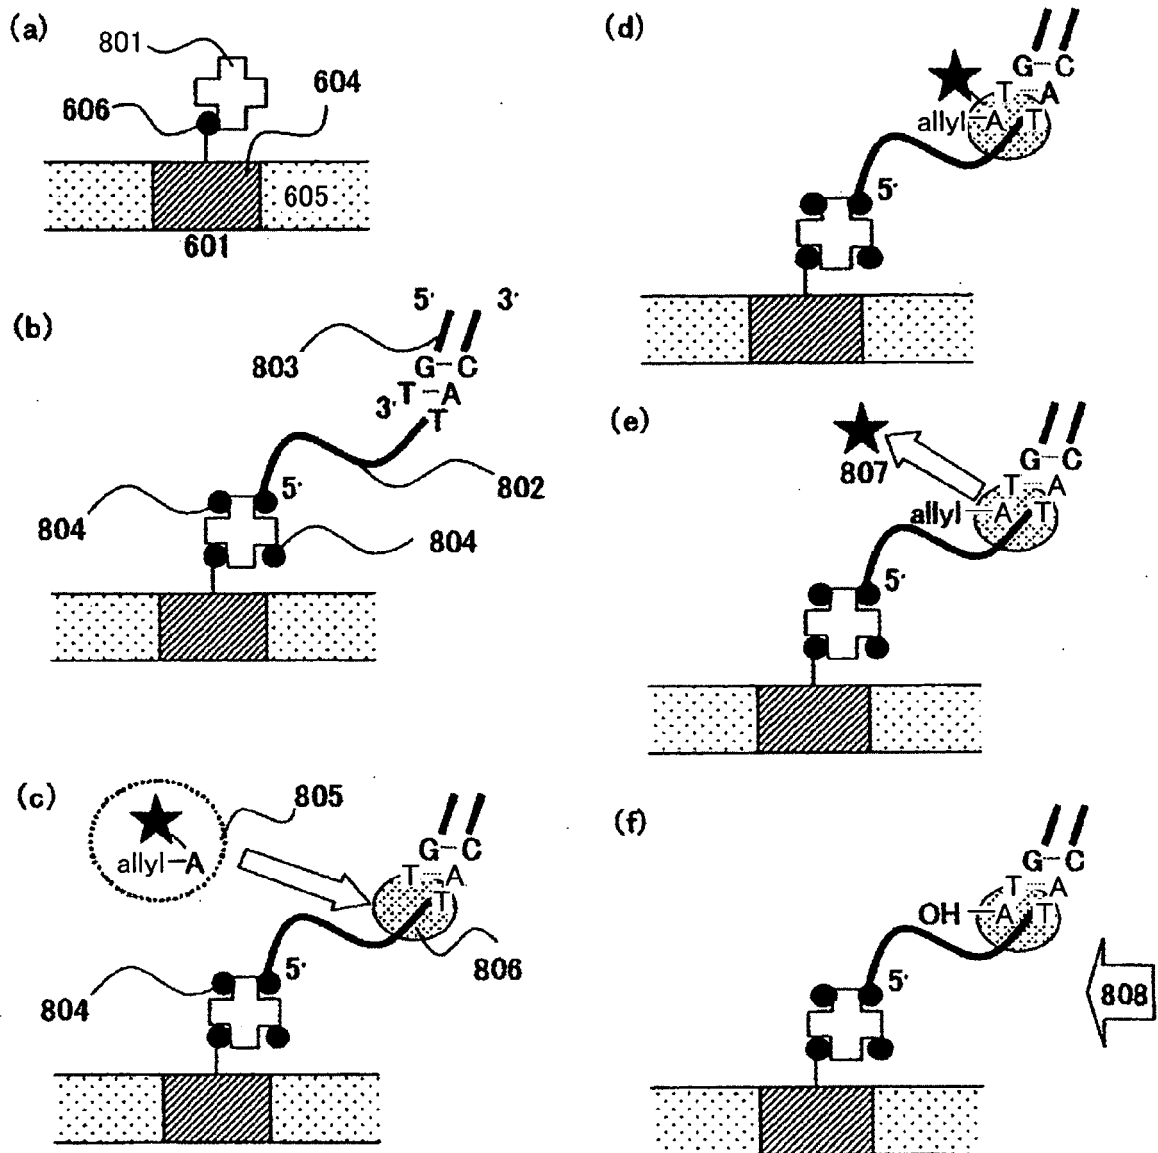 (a)
801
606
604
605
601
(b)
5' 3'
803
G–C
T–A
3' T
5'
802
804
804
(c)
805
allyl–A
G–C
T A
T
806
5'
804
(d)
G–C
T A
allyl–A T
5'
(e)
807
G–C
T A
allyl–A T
5'
(f)
G–C
T A
OH–A T
5'
808